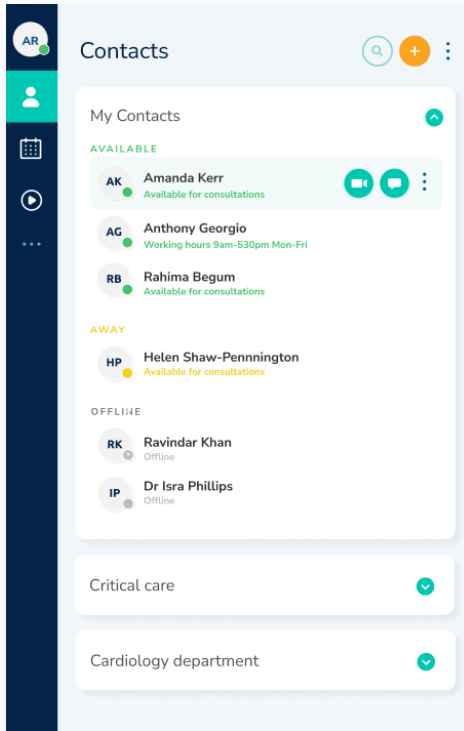 AR
Contacts
My Contacts
AVAILABLE
AK
Amanda Kerr
Available for consultations
AG
Anthony Georgio
Working hours 9am-530pm Mon-Fri
RB
Rahima Begum
Available for consultations
AWAY
HP
Helen Shaw-Pennnington
Available for consultations
OFFLINE
RK
Ravindar Khan
Offline
IP
Dr Isra Phillips
Offline
Critical care
Cardiology department